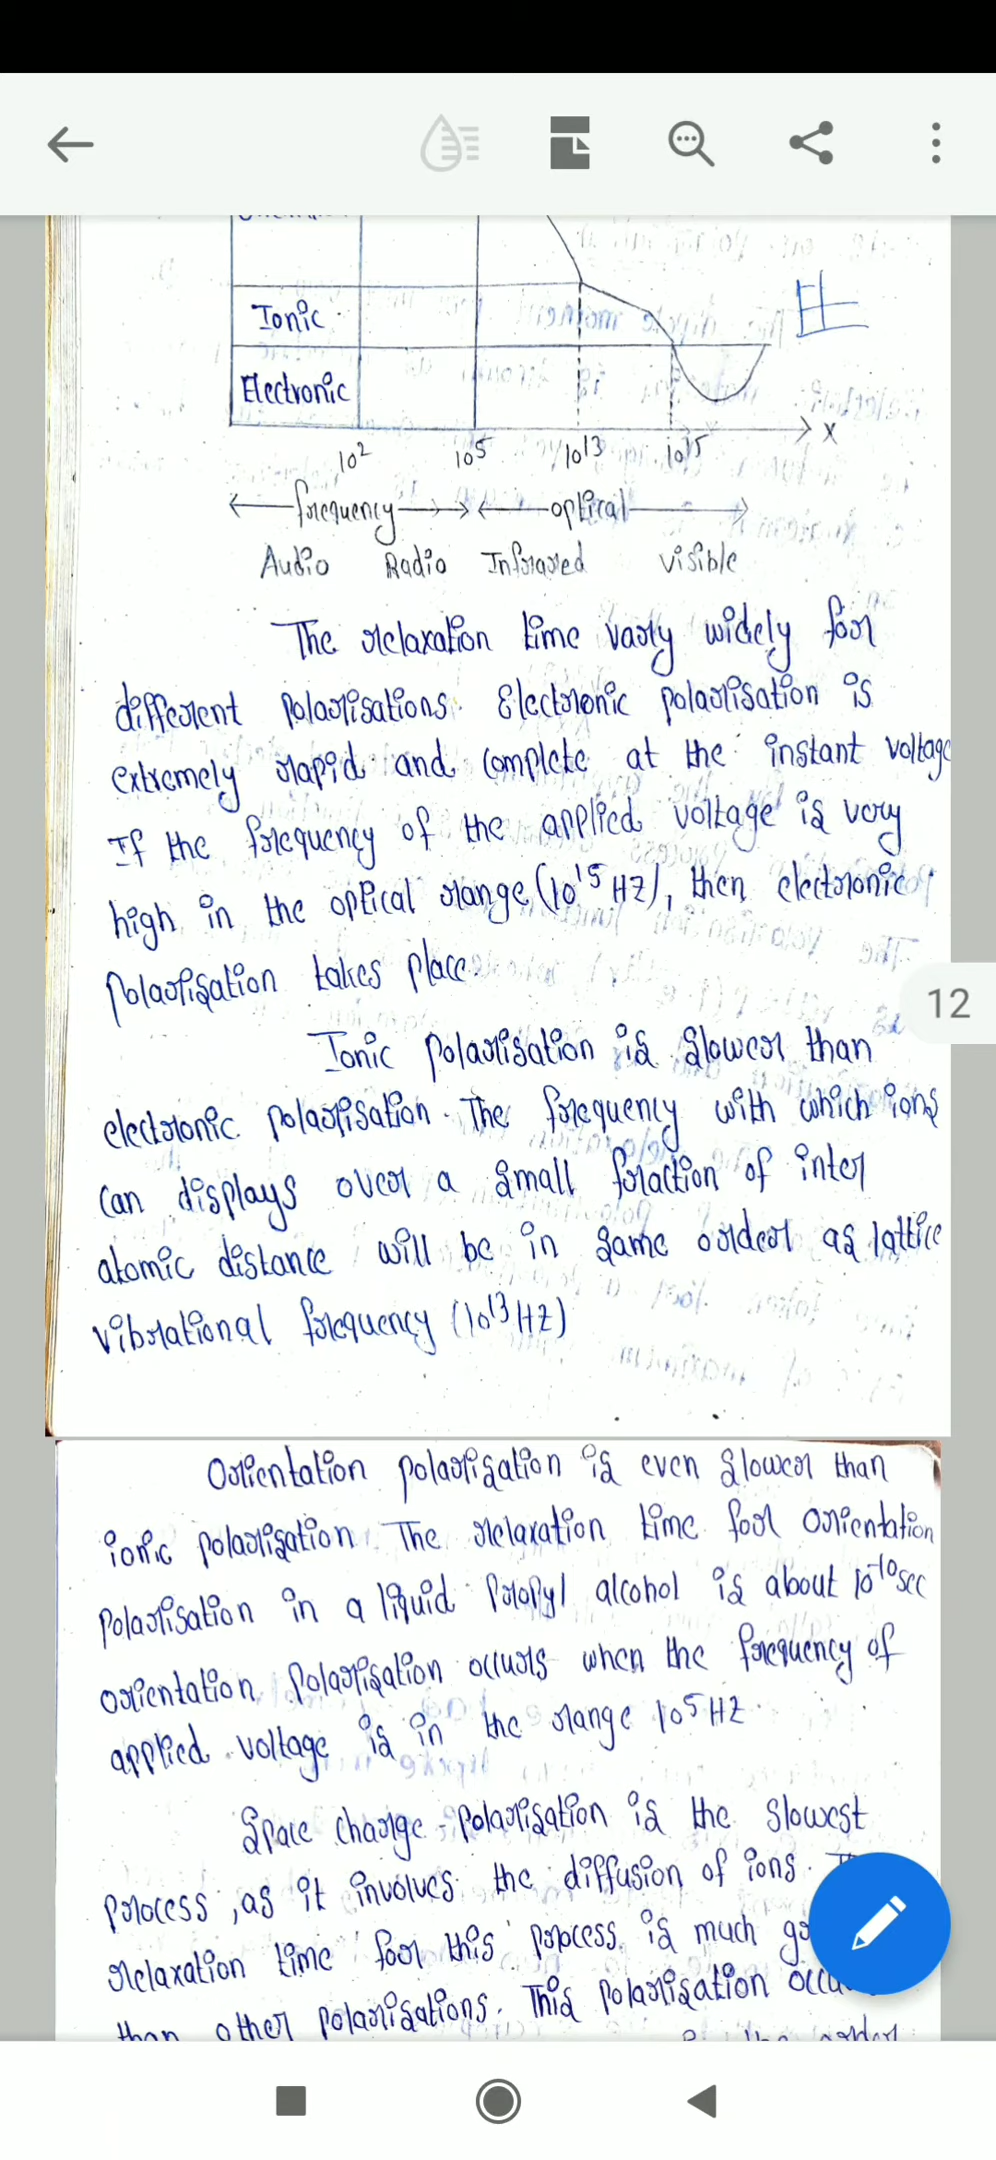 Ionic
Electronic
X
10² 10⁵ 10¹³ 10¹⁵
frequency optical
Audio Radio Infrared visible
The relaxation time vary widely for
different polarisations. Electronic polarisation is
extremely rapid and complete at the instant voltage
If the frequency of the applied voltage is very
high in the optical range (10¹⁵ HZ), then electronic
polarisation takes place.
12
Ionic polarisation is slower than
electronic polarisation. The frequency with which ions
can displays over a small fraction of inter
atomic distance will be in same order as lattice
vibrational frequency (10¹³ HZ)
Orientation polarisation is even slower than
ionic polarisation. The relaxation time for orientation
polarisation in a liquid propyl alcohol is about 10⁻¹⁰ sec
orientation polarisation occurs when the frequency of
applied voltage is in the range 10⁵ HZ.
Space charge polarisation is the slowest
process, as it involves the diffusion of ions.
relaxation time for this process is much
than other polarisations. This polarisation